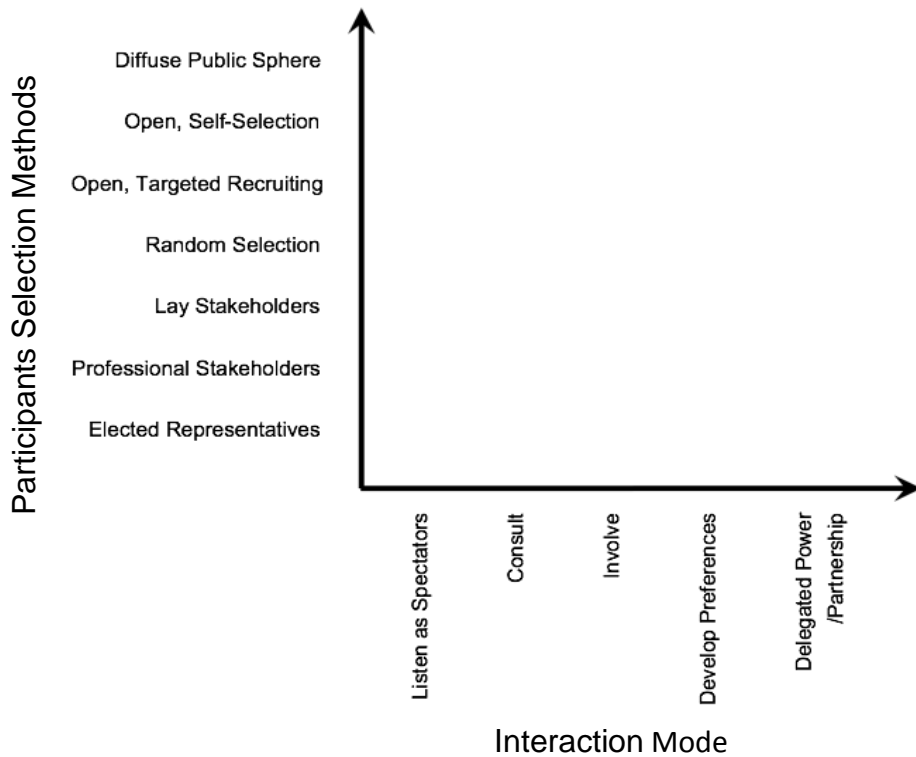 Participants Selection Methods
Diffuse Public Sphere
Open, Self-Selection
Open, Targeted Recruiting
Random Selection
Lay Stakeholders
Professional Stakeholders
Elected Representatives
Listen as Spectators
Consult
Involve
Develop Preferences
Delegated Power
/Partnership
Interaction Mode